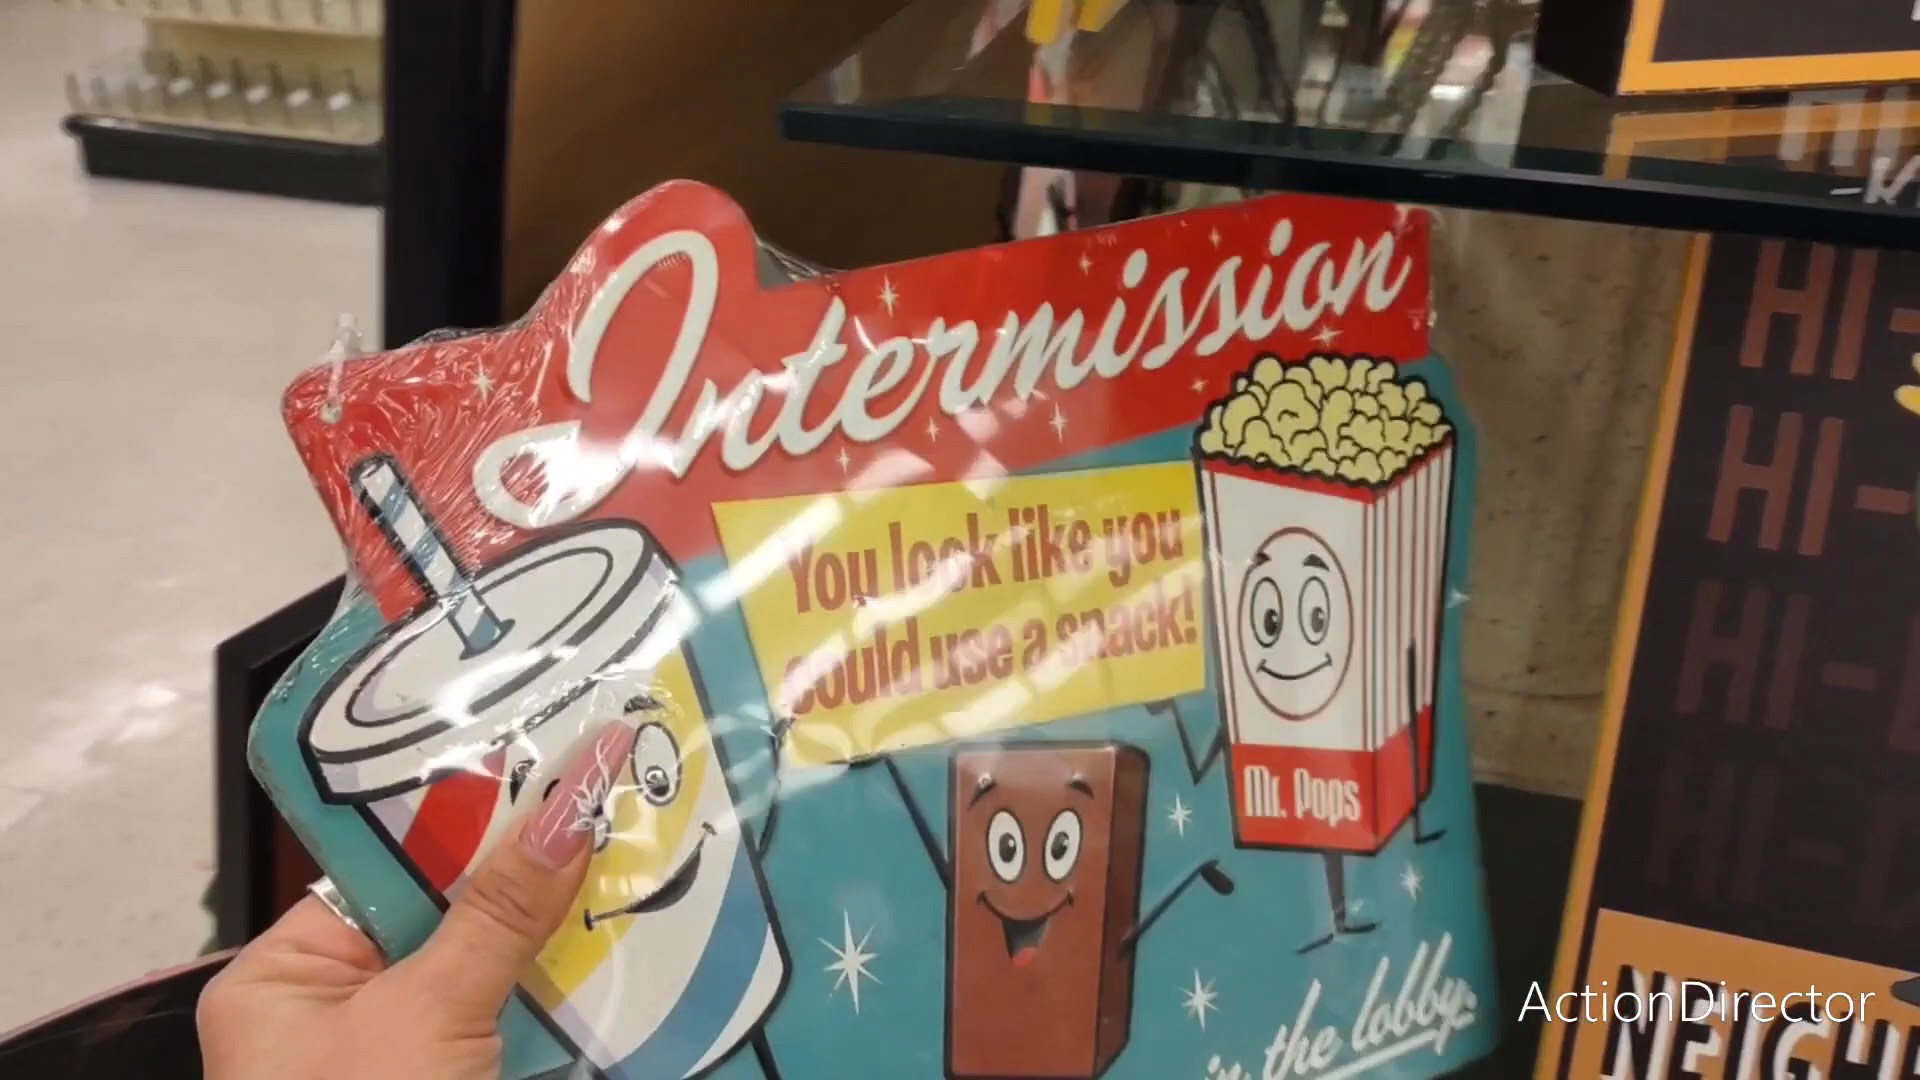 Intermission
You look like you
could use a snack!
Mr. Pops
in the lobby.
HI-
HI-
HI-
ActionDirector